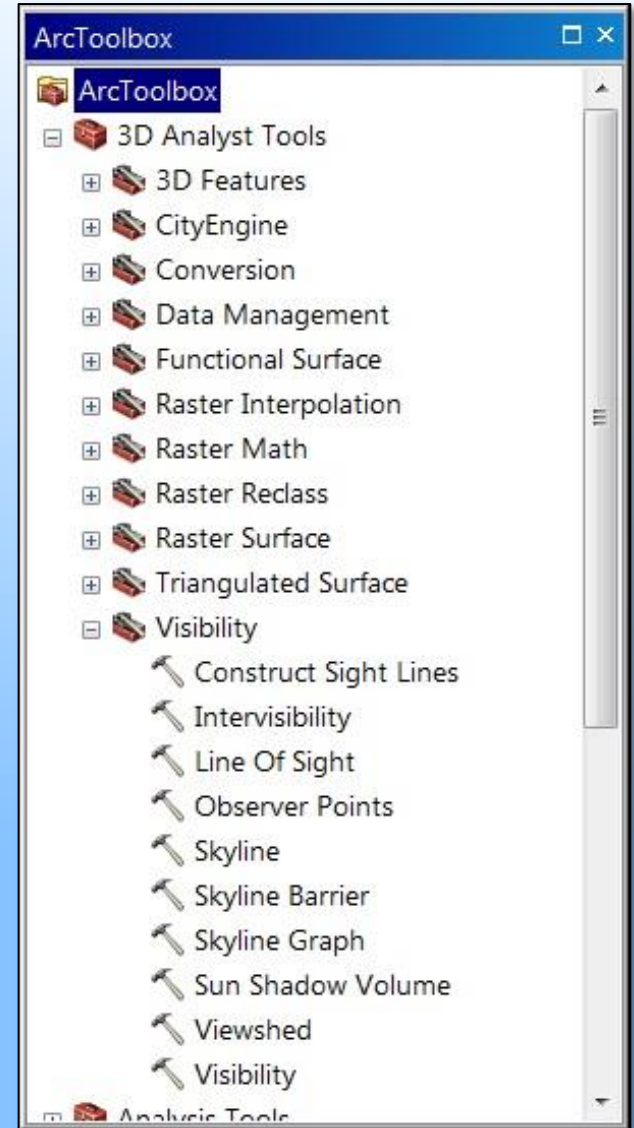 ArcToolbox
ArcToolbox
3D Analyst Tools
3D Features
CityEngine
Conversion
Data Management
Functional Surface
Raster Interpolation
Raster Math
Raster Reclass
Raster Surface
Triangulated Surface
Visibility
Construct Sight Lines
Intervisibility
Line Of Sight
Observer Points
Skyline
Skyline Barrier
Skyline Graph
Sun Shadow Volume
Viewshed
Visibility
Analysis Tools